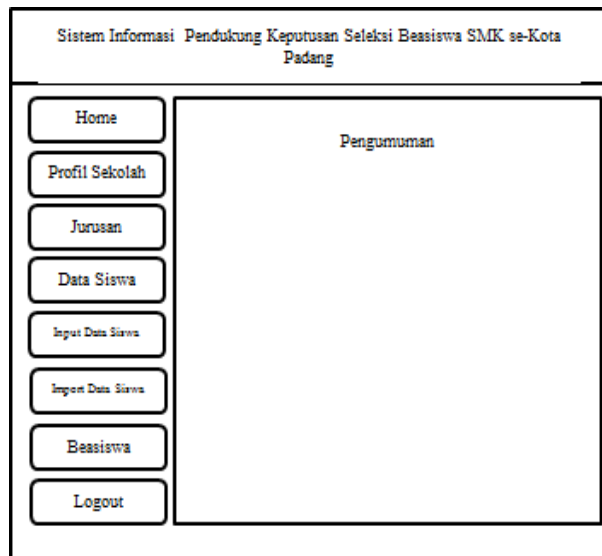 Sistem Informasi Pendukung Keputusan Seleksi Beasiswa SMK se-Kota
Padang
Home
Profil Sekolah
Jurusan
Data Siswa
Input Data Siswa
Import Data Siswa
Beasiswa
Logout
Pengumuman